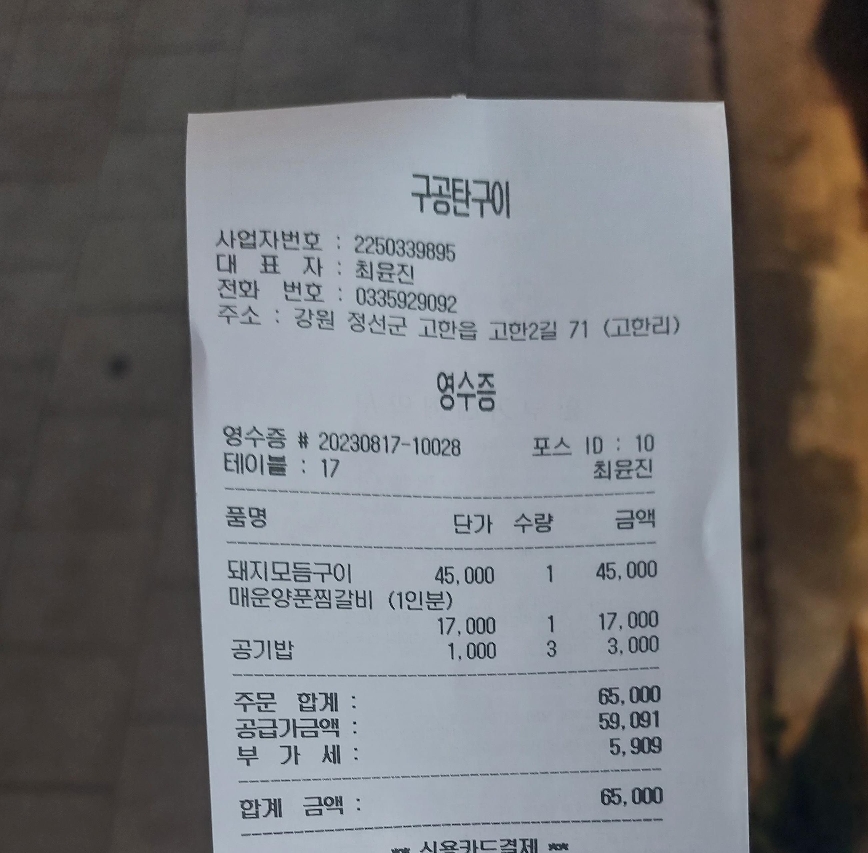 구공탄구이
사업자번호 : 2250339895
대 표 자 : 최윤진
전화 번호 : 0335929092
주소 : 강원 정선군 고한읍 고한2길 71 (고한리)
영수증
영수증 # 20230817-10028 포스 ID : 10
테이블 : 17 최윤진
품명 단가 수량 금액
돼지모듬구이 45,000 1 45,000
매운양푼찜갈비 (1인분)
17,000 1 17,000
공기밥 1,000 3 3,000
주문 합계 : 65,000
공급가금액 : 59,091
부 가 세 : 5,909
합계 금액 : 65,000
** 신용카드결제 **